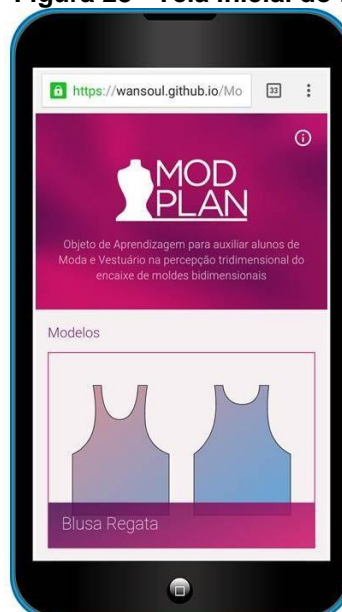 Figura 23 - Tela inicial do
https://wansoul.github.io/Mo
33
MOD
PLAN
Objeto de Aprendizagem para auxiliar alunos de
Moda e Vestuário na percepção tridimensional do
encaixe de moldes bidimensionais
Modelos
Blusa Regata